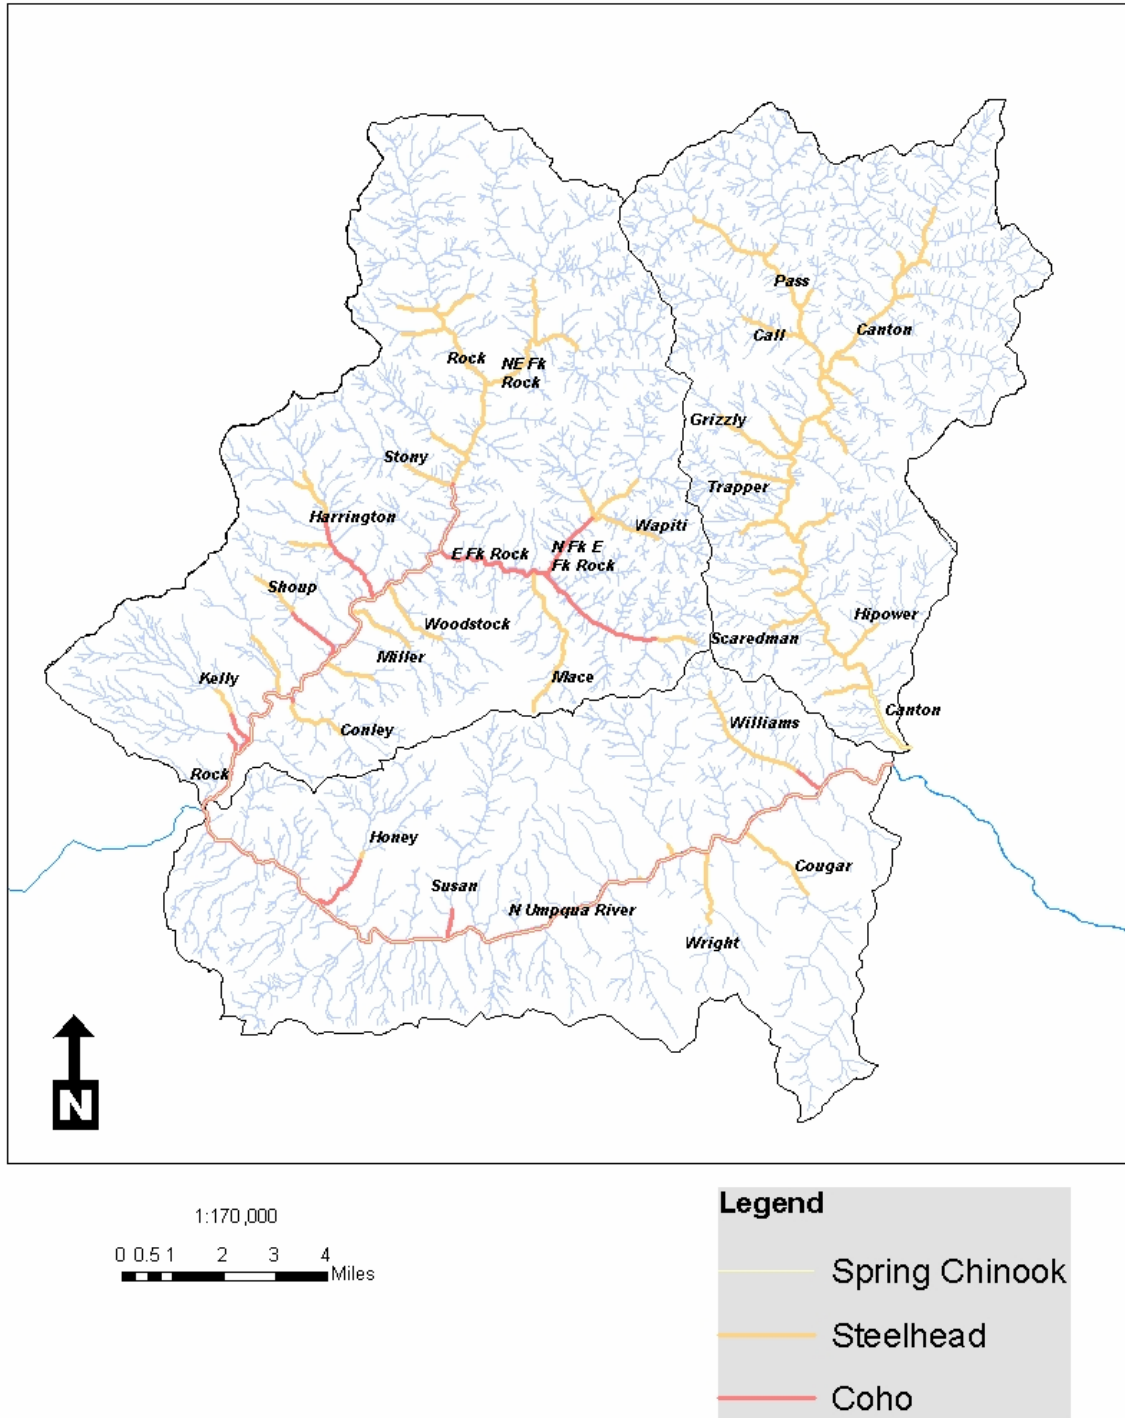 Pass
Call
Canton
Rock
NE Fk
Rock
Grizzly
Stony
Trapper
Harrington
Wapiti
E Fk Rock
N Fk E
Fk Rock
Shoup
Woodstock
Hipower
Scaredman
Miller
Kelly
Mace
Canton
Williams
Conley
Rock
Honey
Cougar
Susan
N Umpqua River
Wright
N
1:170,000
0 0.5 1 2 3 4
Miles
Legend
Spring Chinook
Steelhead
Coho